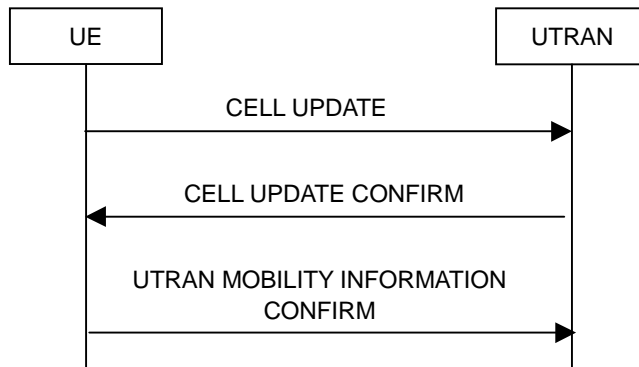 UE
UTRAN
CELL UPDATE
CELL UPDATE CONFIRM
UTRAN MOBILITY INFORMATION
CONFIRM